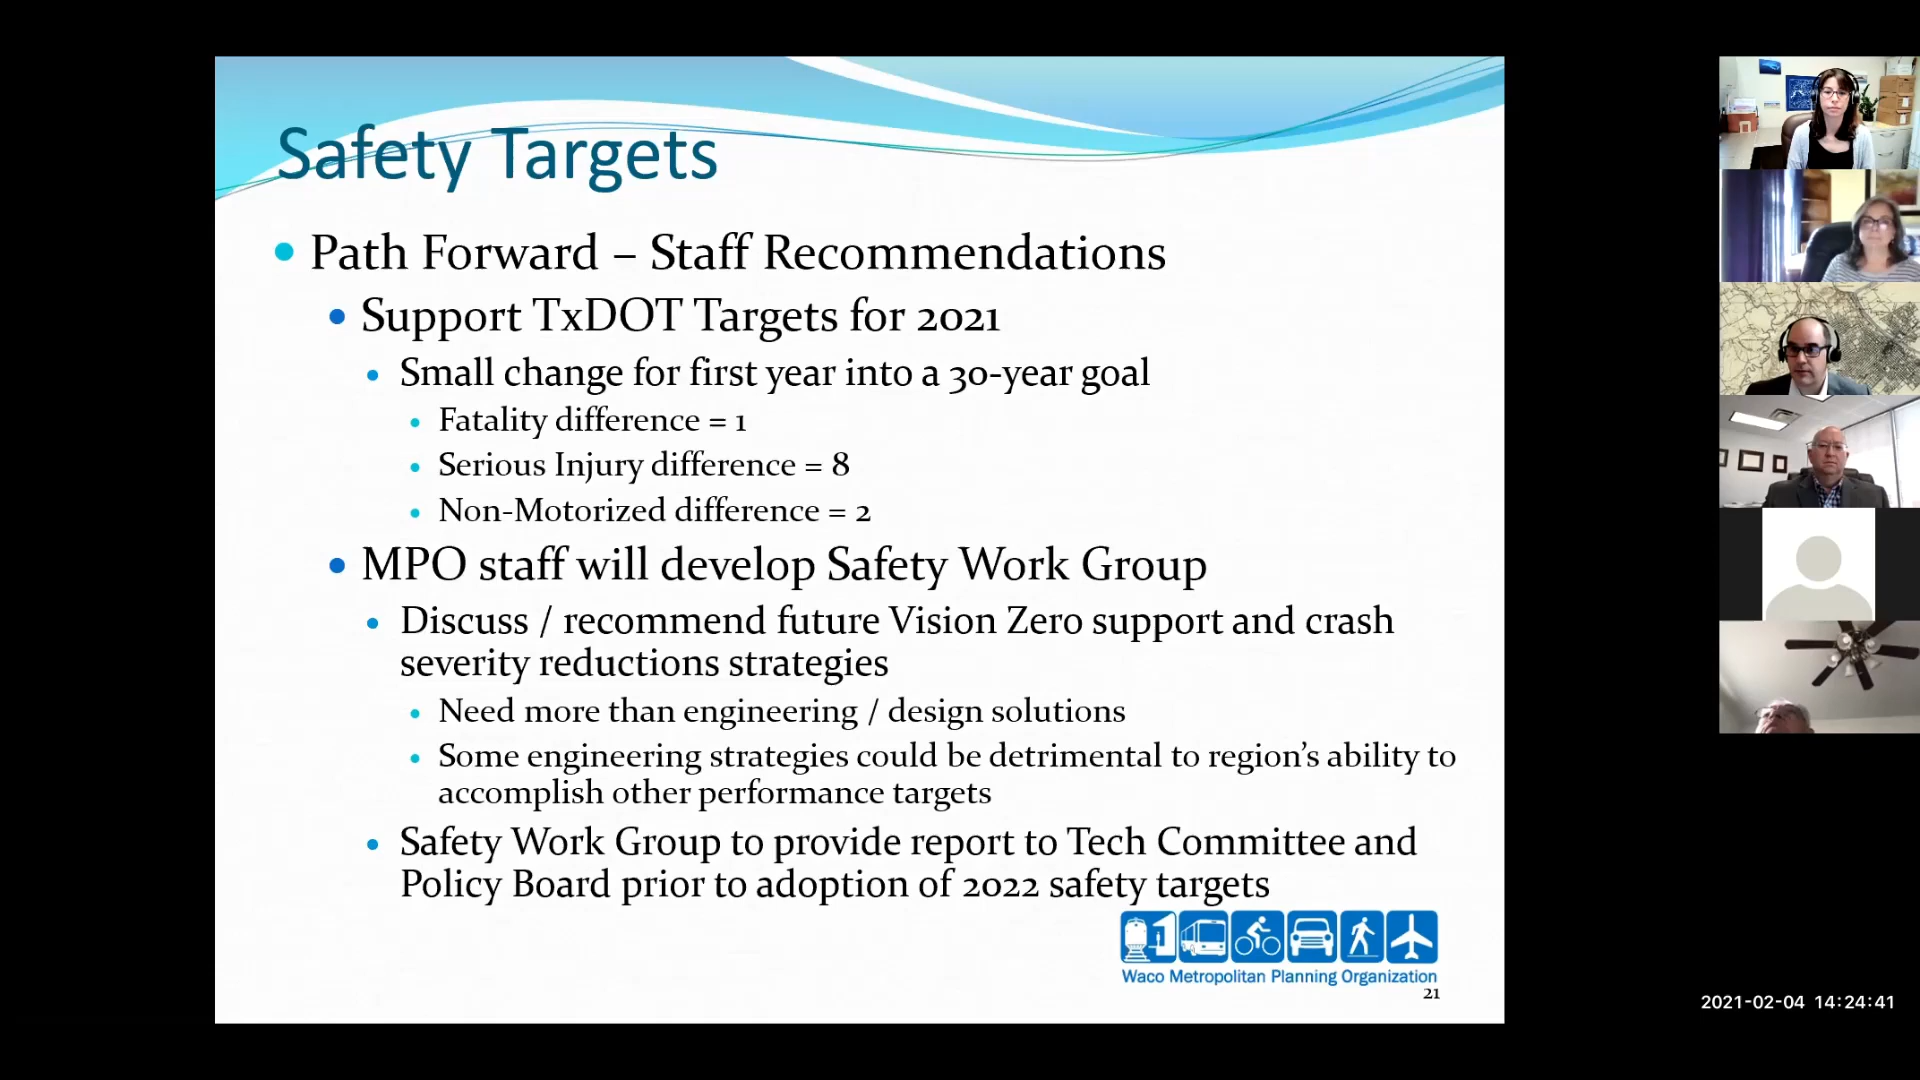 Safety Targets
Path Forward – Staff Recommendations
Support TxDOT Targets for 2021
Small change for first year into a 30-year goal
Fatality difference = 1
Serious Injury difference = 8
Non-Motorized difference = 2
MPO staff will develop Safety Work Group
Discuss / recommend future Vision Zero support and crash
severity reductions strategies
Need more than engineering / design solutions
Some engineering strategies could be detrimental to region’s ability to
accomplish other performance targets
Safety Work Group to provide report to Tech Committee and
Policy Board prior to adoption of 2022 safety targets
Waco Metropolitan Planning Organization
21
2021-02-04 14:24:41